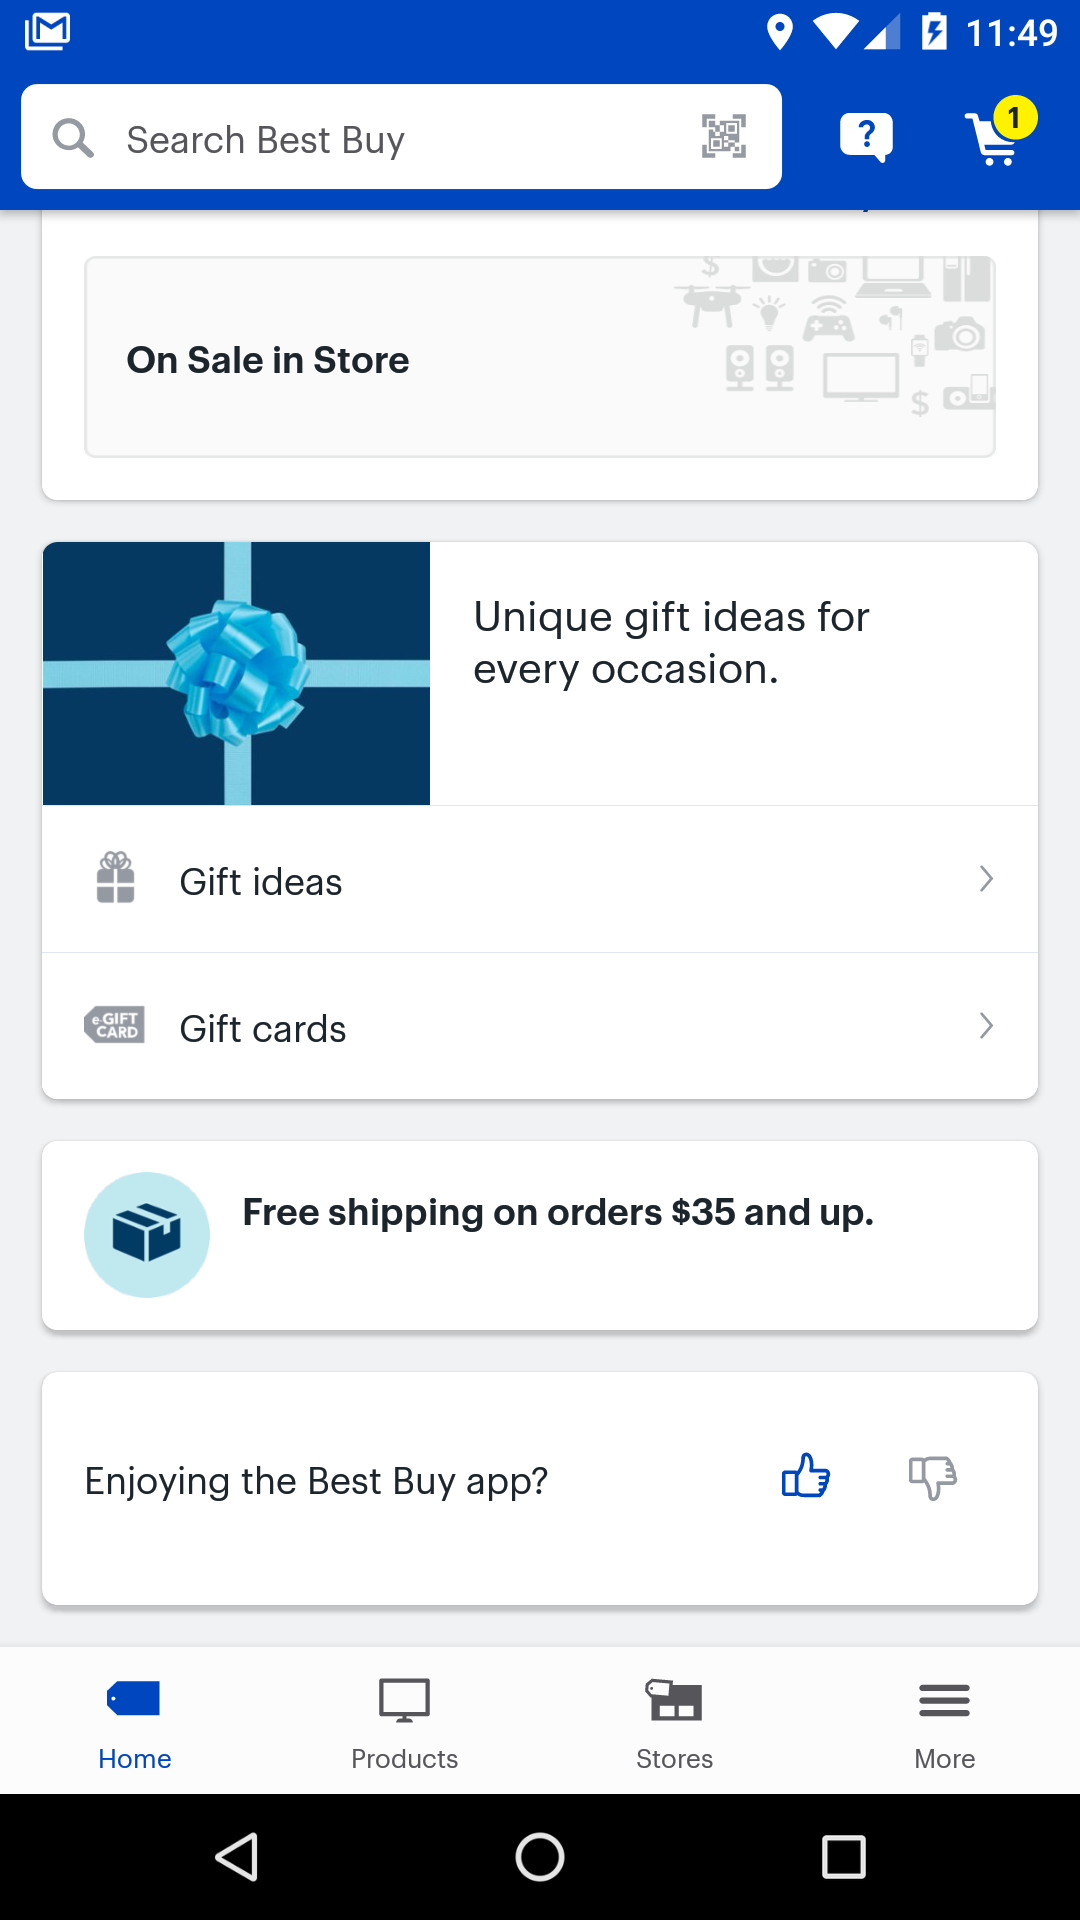 11:49
Search Best Buy
?
1
On Sale in Store
$
$
Unique gift ideas for
every occasion.
Gift ideas
e-GIFT
CARD
Gift cards
Free shipping on orders $35 and up.
Enjoying the Best Buy app?
Home
Products
Stores
More